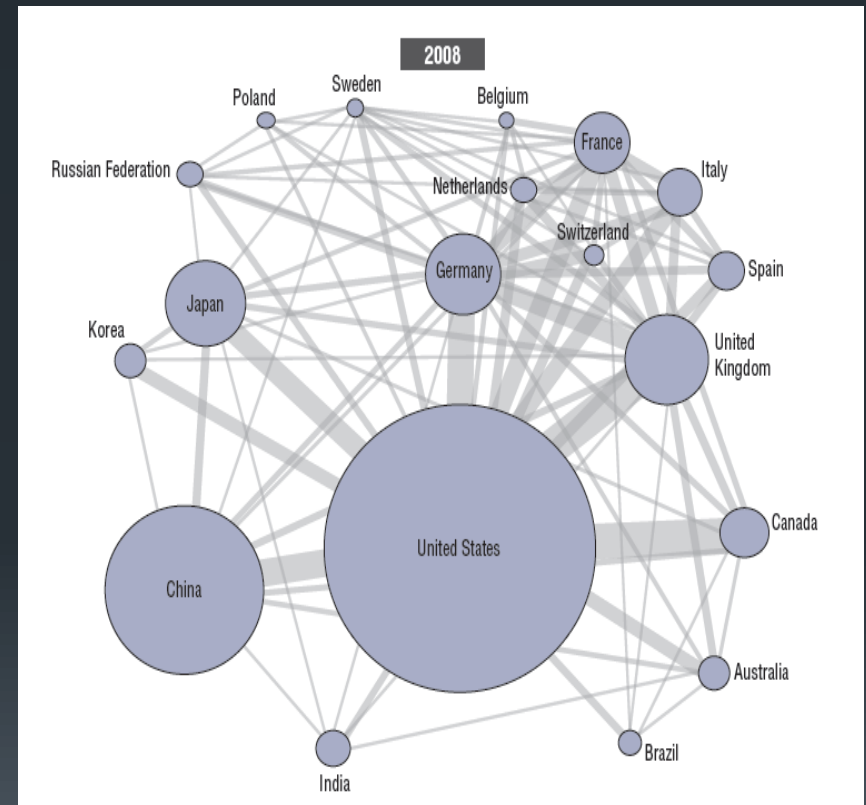 2008
Sweden
Belgium
Poland
France
Russian Federation
Italy
Netherlands
Switzerland
Germany
Spain
Japan
Korea
United
Kingdom
Canada
United States
China
Australia
Brazil
India